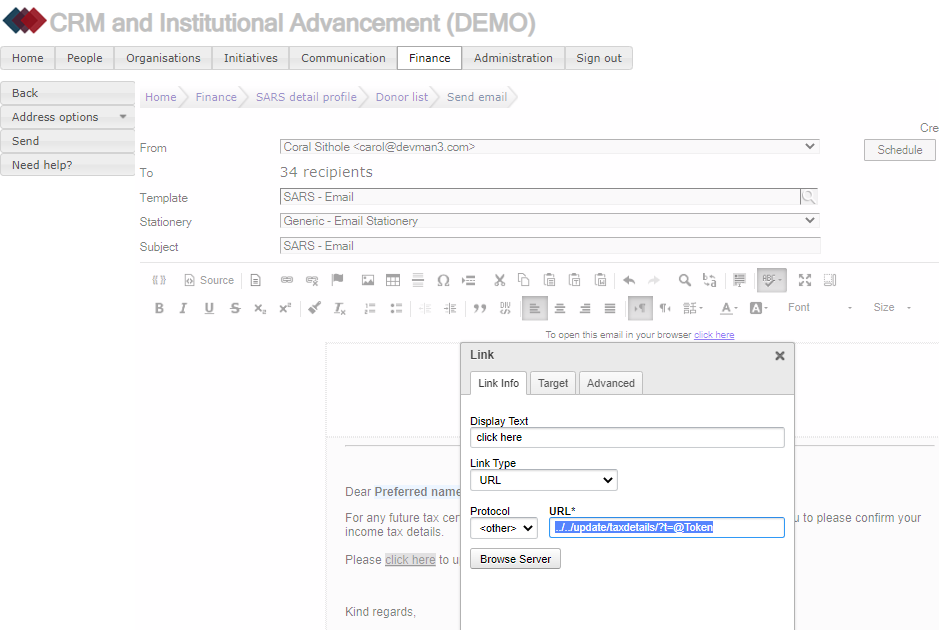 CRM and Institutional Advancement (DEMO)
Home People Organisations Initiatives Communication Finance Administration Sign out
Back
Address options
Send
Need help?
Home Finance SARS detail profile Donor list Send email
Cre
From Coral Sithole <carol@devman3.com>
Schedule
To 34 recipients
Template SARS - Email
Stationery Generic - Email Stationery
Subject SARS - Email
Source
Font Size
To open this email in your browser click here
Link
Link Info Target Advanced
Display Text
click here
Link Type
URL
Protocol URL*
<other> ../../update/taxdetails/?t=@Token
Browse Server
Dear Preferred name
For any future tax cer u to please confirm your
income tax details.
Please click here to u
Kind regards,